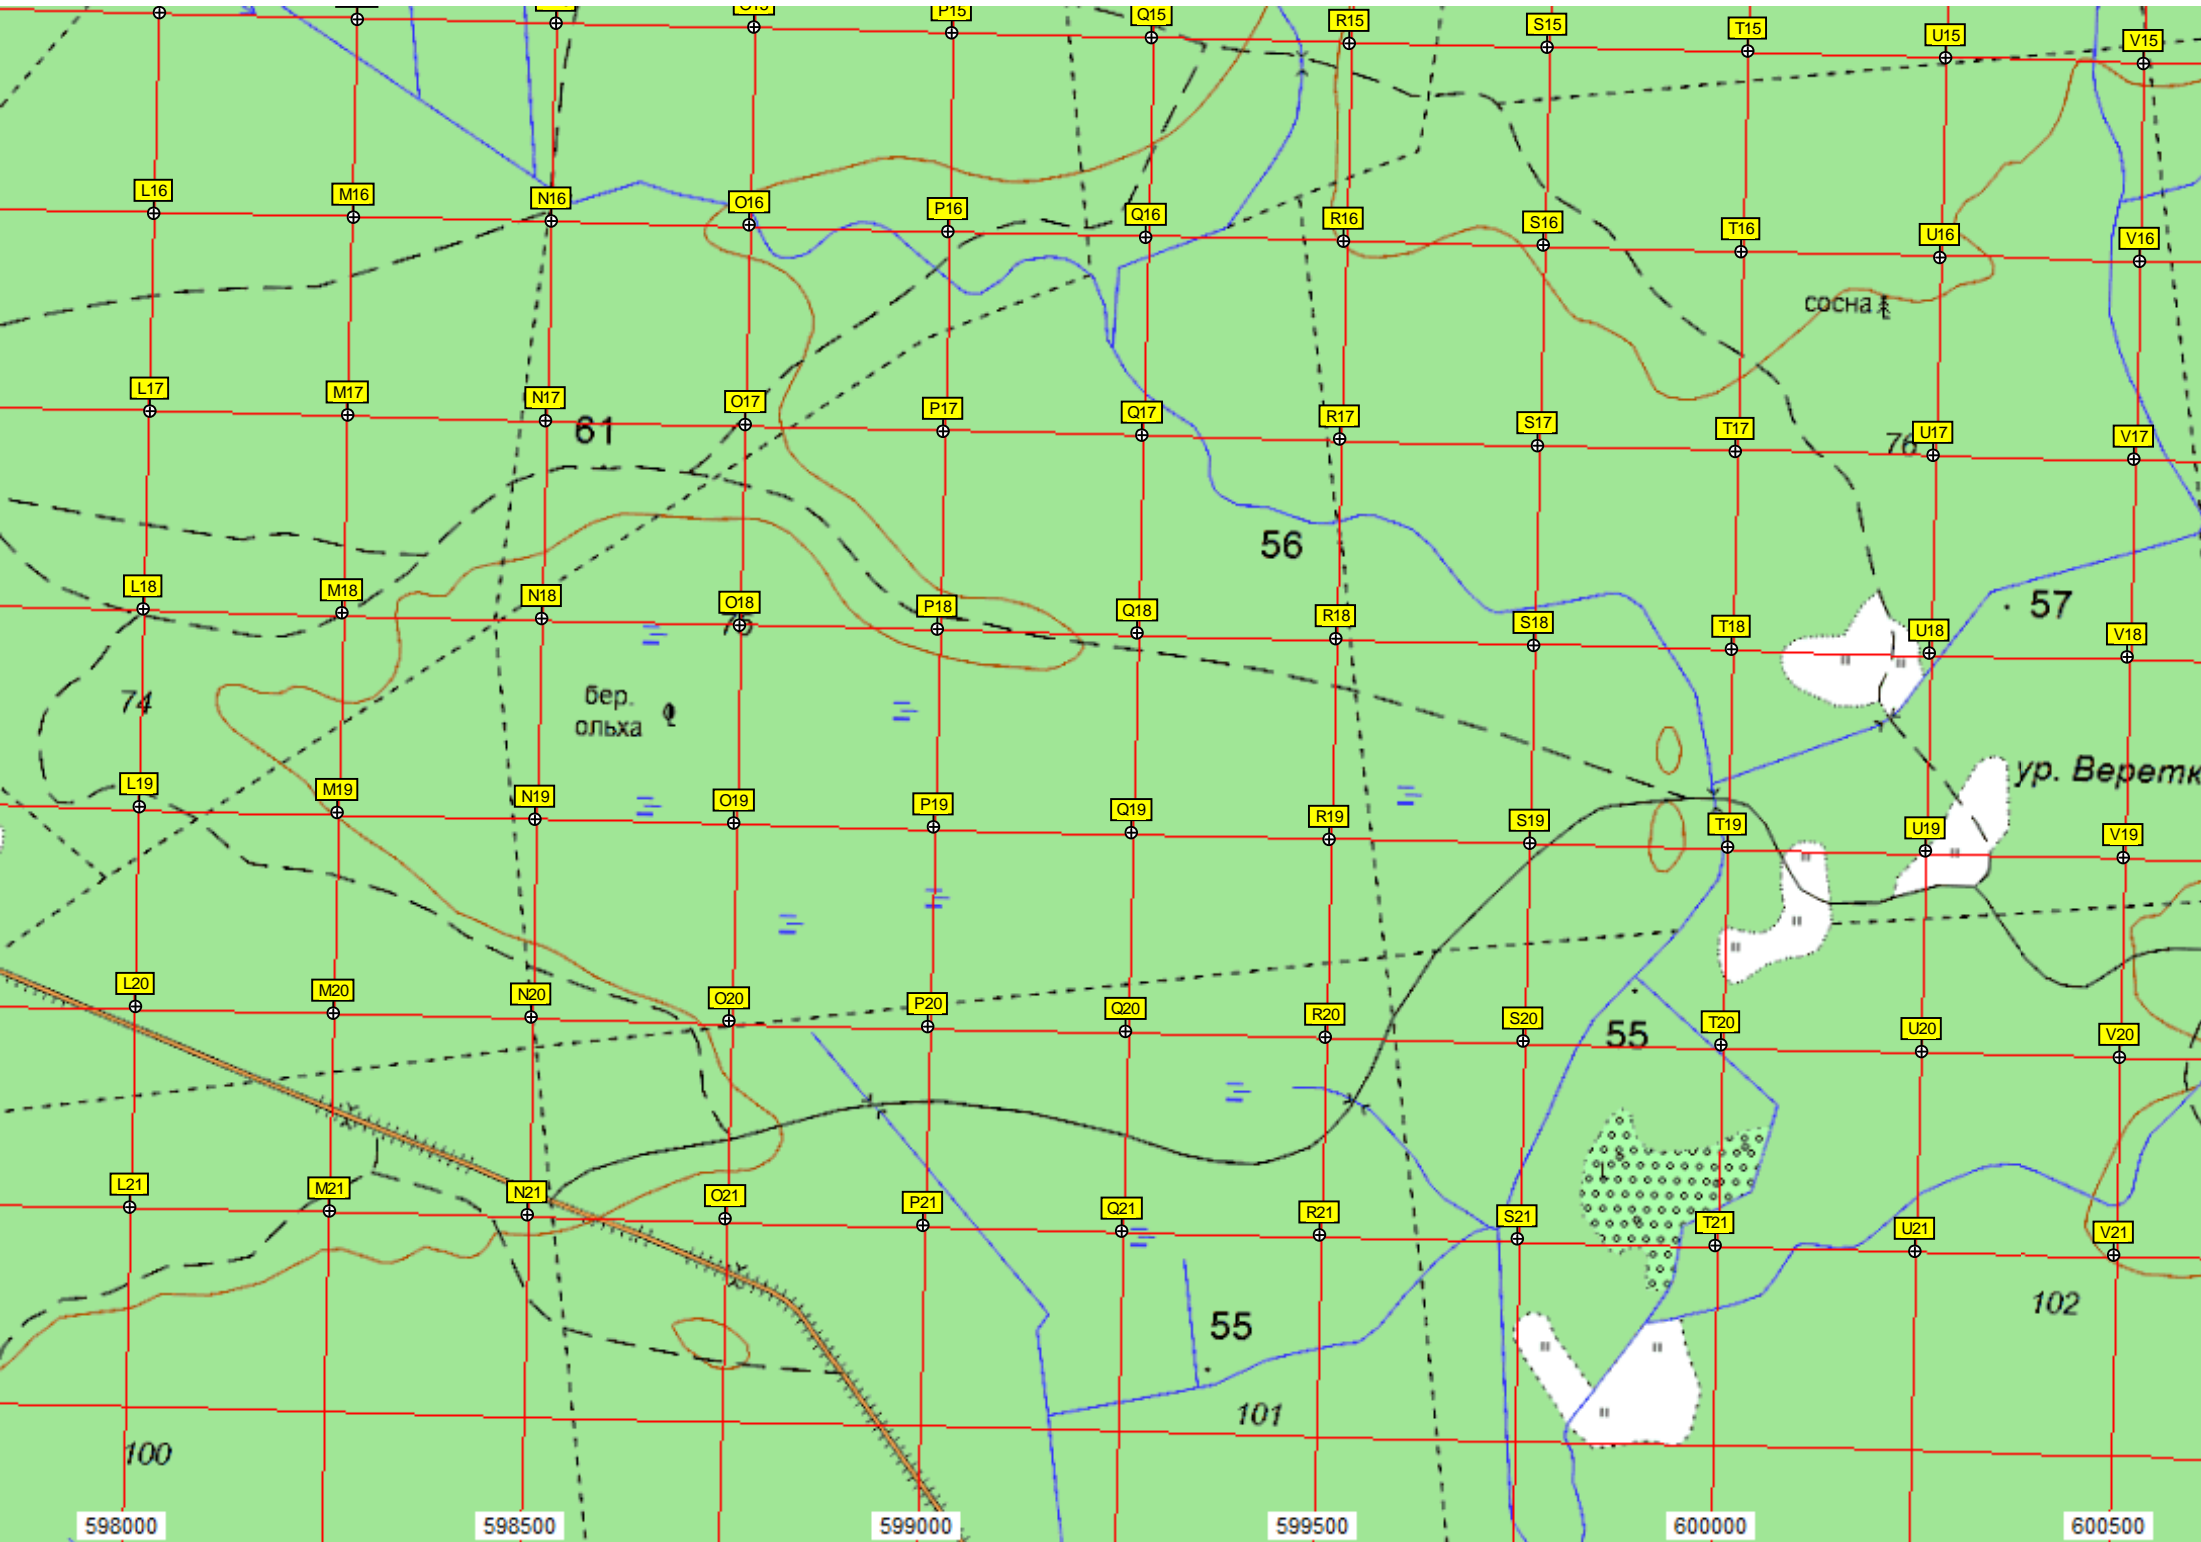 P15 Q15 R15 S15 T15 U15 V15
L16 M16 N16 O16 P16 Q16 R16 S16 T16 U16 V16
сосна
L17 M17 N17 O17 P17 Q17 R17 S17 T17 U17 V17
61 76
56
L18 M18 N18 O18 P18 Q18 R18 S18 T18 U18 V18
57
74 бер.
ольха
ур. Веретк
L19 M19 N19 O19 P19 Q19 R19 S19 T19 U19 V19
L20 M20 N20 O20 P20 Q20 R20 S20 T20 U20 V20
55
L21 M21 N21 O21 P21 Q21 R21 S21 T21 U21 V21
55 102
101
100
598000 598500 599000 599500 600000 600500